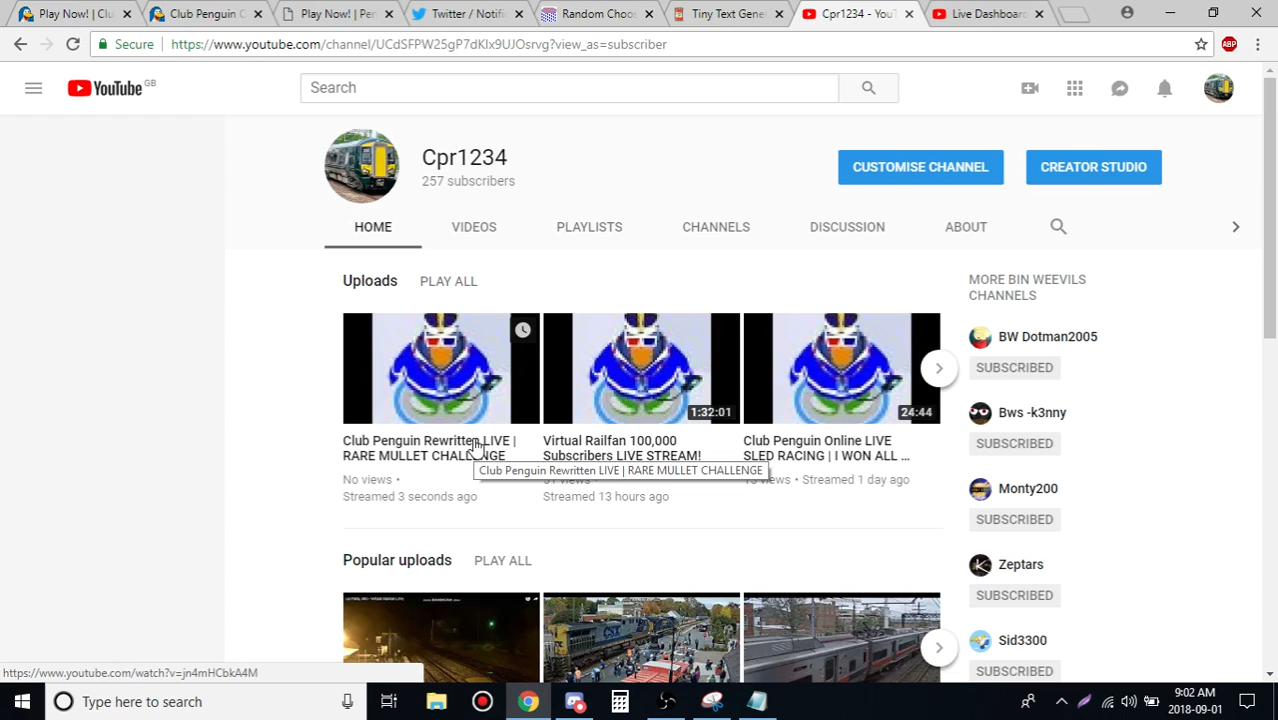 Play Now! | Clu
Club Penguin C
Play Now! | Pen
Twitter / Notifi
Random Choo
Tiny Text Gene
Cpr1234 - YouT
Live Dashboard
Secure
https://www.youtube.com/channel/UCdSFPW25gP7dKlx9UJOsrvg?view_as=subscriber
ABP
YouTube GB
Search
Cpr1234
257 subscribers
CUSTOMISE CHANNEL
CREATOR STUDIO
HOME
VIDEOS
PLAYLISTS
CHANNELS
DISCUSSION
ABOUT
Uploads
PLAY ALL
1:32:01
24:44
Club Penguin Rewritten LIVE |
RARE MULLET CHALLENGE
No views •
Streamed 3 seconds ago
Virtual Railfan 100,000
Subscribers LIVE STREAM!
Streamed 13 hours ago
Club Penguin Online LIVE
SLED RACING | I WON ALL ...
Streamed 1 day ago
Club Penguin Rewritten LIVE | RARE MULLET CHALLENGE
MORE BIN WEEVILS
CHANNELS
BW Dotman2005
SUBSCRIBED
Bws -k3nny
SUBSCRIBED
Monty200
SUBSCRIBED
Zeptars
SUBSCRIBED
Sid3300
SUBSCRIBED
Popular uploads
PLAY ALL
https://www.youtube.com/watch?v=jn4mHCbkA4M
Type here to search
9:02 AM
2018-09-01